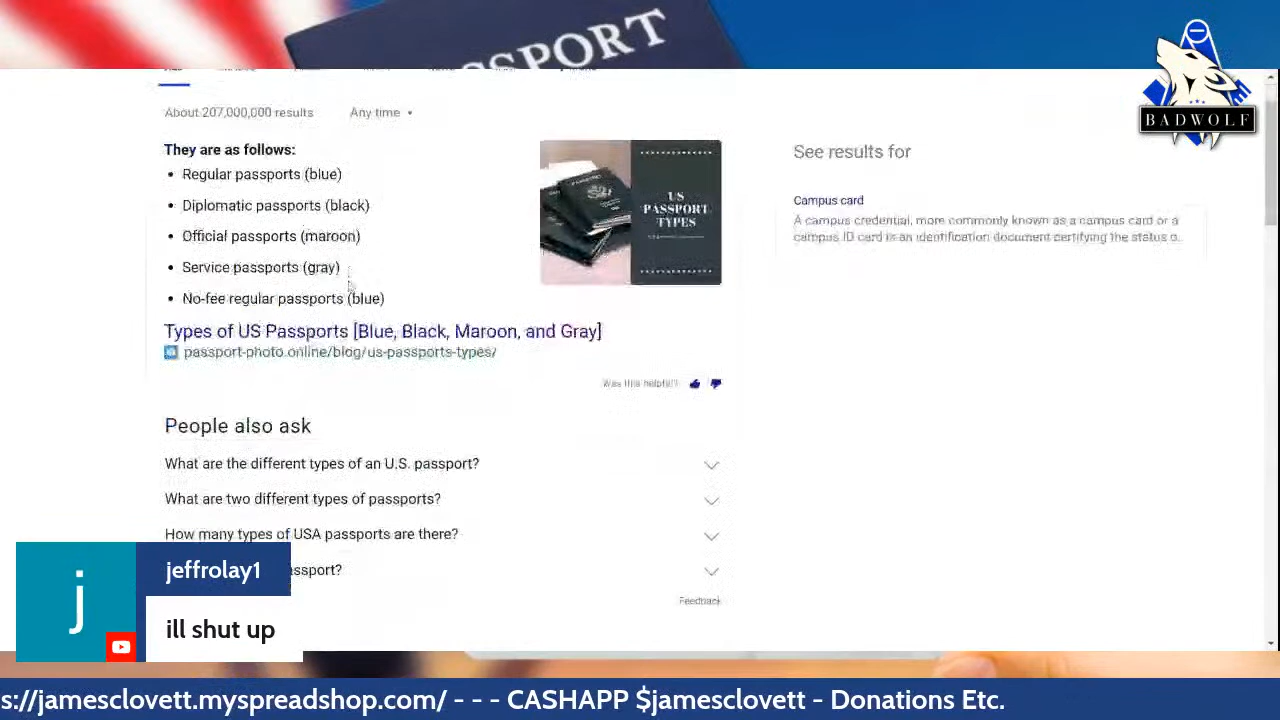 SSPORT
BADWOLF
About 207,000,000 results
Any time
They are as follows:
• Regular passports (blue)
• Diplomatic passports (black)
• Official passports (maroon)
• Service passports (gray)
• No-fee regular passports (blue)
US
PASSPORT
TYPES
See results for
Campus card
A campus credential, more commonly known as a campus card or a
campus ID card is an identification document certifying the status o.
Types of US Passports [Blue, Black, Maroon, and Gray]
passport-photo.online/blog/us-passports-types/
Was this helpful?
People also ask
What are the different types of an U.S. passport?
What are two different types of passports?
How many types of USA passports are there?
ssport?
Feedback
j
jeffrolay1
ill shut up
s://jamesclovett.myspreadshop.com/ - - - CASHAPP $jamesclovett - Donations Etc.